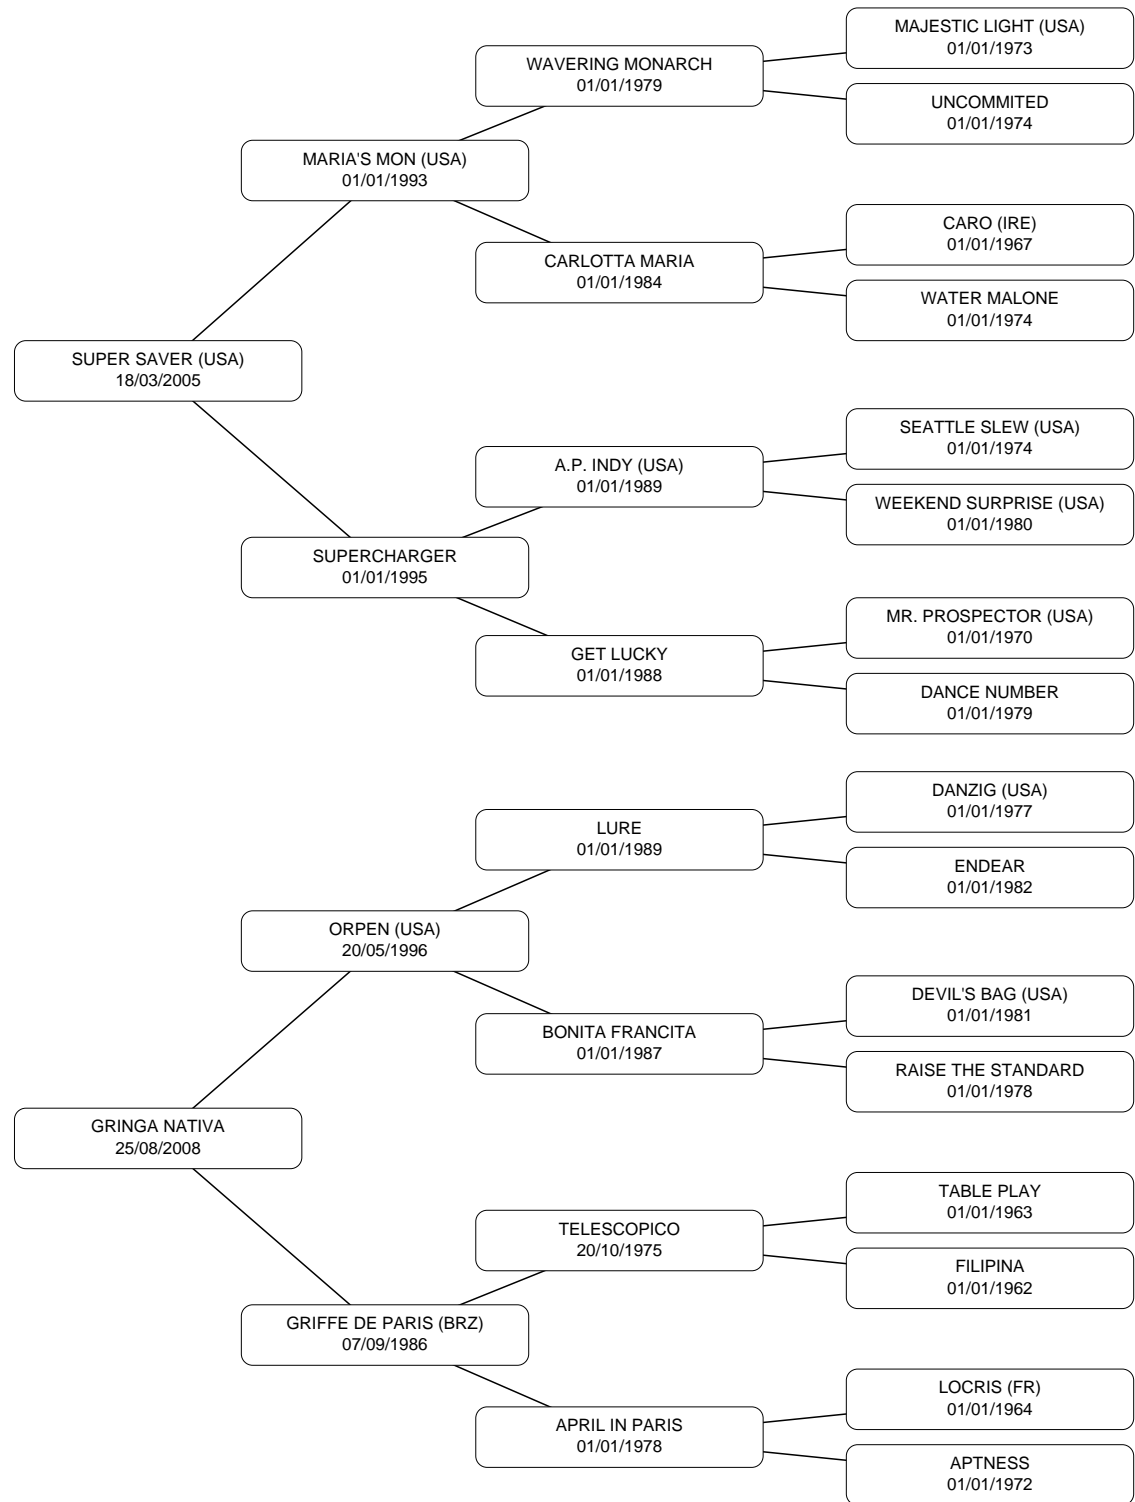 MAJESTIC LIGHT (USA)
01/01/1973
WAVERING MONARCH
01/01/1979
UNCOMMITED
01/01/1974
MARIA'S MON (USA)
01/01/1993
CARO (IRE)
01/01/1967
CARLOTTA MARIA
01/01/1984
WATER MALONE
01/01/1974
SUPER SAVER (USA)
18/03/2005
SEATTLE SLEW (USA)
01/01/1974
A.P. INDY (USA)
01/01/1989
WEEKEND SURPRISE (USA)
01/01/1980
SUPERCHARGER
01/01/1995
MR. PROSPECTOR (USA)
01/01/1970
GET LUCKY
01/01/1988
DANCE NUMBER
01/01/1979
DANZIG (USA)
01/01/1977
LURE
01/01/1989
ENDEAR
01/01/1982
ORPEN (USA)
20/05/1996
DEVIL'S BAG (USA)
01/01/1981
BONITA FRANCITA
01/01/1987
RAISE THE STANDARD
01/01/1978
GRINGA NATIVA
25/08/2008
TABLE PLAY
01/01/1963
TELESCOPICO
20/10/1975
FILIPINA
01/01/1962
GRIFFE DE PARIS (BRZ)
07/09/1986
LOCRIS (FR)
01/01/1964
APRIL IN PARIS
01/01/1978
APTNESS
01/01/1972